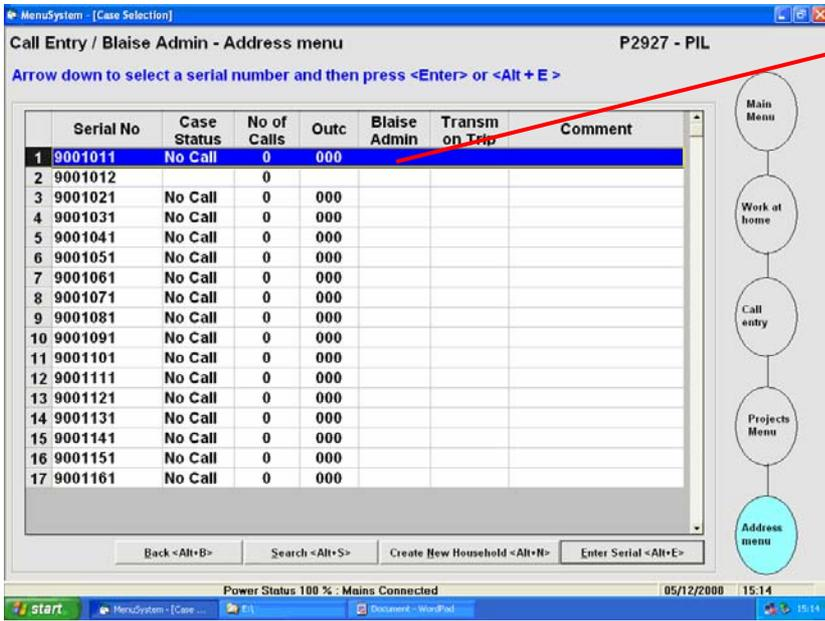 MenuSystem - [Case Selection]
Call Entry / Blaise Admin - Address menu P2927 - PIL
Arrow down to select a serial number and then press <Enter> or <Alt + E >
Serial No Case Status No of Calls Outc Blaise Admin Transm on Trip Comment
1 9001011 No Call 0 000
2 9001012 0
3 9001021 No Call 0 000
4 9001031 No Call 0 000
5 9001041 No Call 0 000
6 9001051 No Call 0 000
7 9001061 No Call 0 000
8 9001071 No Call 0 000
9 9001081 No Call 0 000
10 9001091 No Call 0 000
11 9001101 No Call 0 000
12 9001111 No Call 0 000
13 9001121 No Call 0 000
14 9001131 No Call 0 000
15 9001141 No Call 0 000
16 9001151 No Call 0 000
17 9001161 No Call 0 000
Main Menu
Work at home
Call entry
Projects Menu
Address menu
Back <Alt+B> Search <Alt+S> Create New Household <Alt+N> Enter Serial <Alt+E>
Power Status 100 % : Mains Connected 05/12/2008 15:14
start MenuSystem - [Case ... E:\ Document - WordPad 15:14